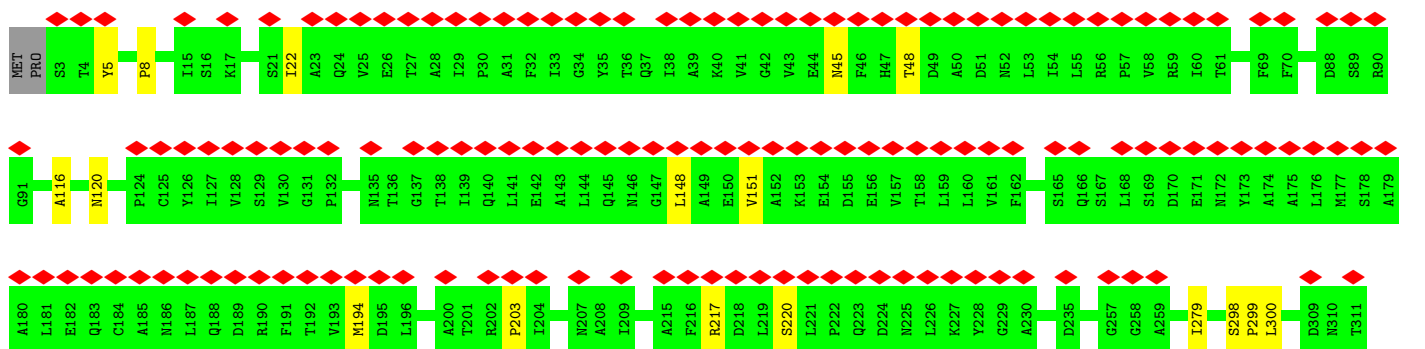 MET PRO S3 T4 Y5 P8 I15 S16 K17 S21 I22 A23 Q24 V25 E26 T27 A28 I29 P30 A31 F32 I33 G34 Y35 T36 Q37 I38 A39 K40 V41 G42 V43 E44 N45 F46 H47 T48 D49 A50 D51 N52 L53 I54 L55 R56 P57 V58 R59 I60 T61 F69 F70 D88 S89 R90
G91 A116 N120 P124 C125 Y126 I127 V128 S129 V130 G131 P132 N135 T136 G137 T138 I139 Q140 L141 E142 A143 L144 Q145 N146 G147 L148 A149 E150 V151 A152 K153 E154 D155 E156 V157 T158 L159 L160 V161 F162 S165 Q166 S167 L168 S169 D170 E171 N172 Y173 A174 A175 L176 M177 S178 A179
A180 L181 E182 Q183 C184 A185 N186 L187 Q188 D189 R190 F191 T192 V193 M194 D195 L196 A200 T201 R202 P203 I204 N207 A208 I209 A215 F216 R217 D218 L219 S220 L221 P222 Q223 D224 N225 L226 K227 Y228 G229 A230 D235 G257 G258 A259 I279 S298 P299 L300 D309 N310 T311